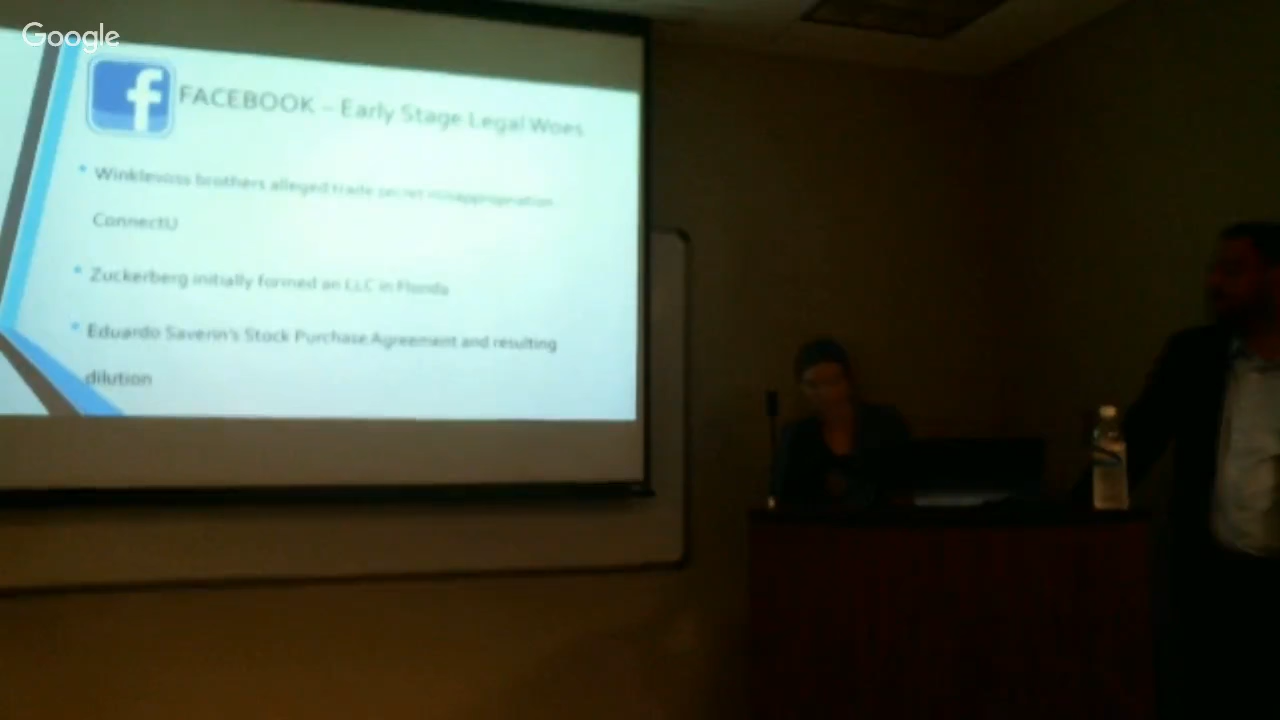 Google
f FACEBOOK – Early Stage Legal Woes
• Winklevoss brothers alleged trade secret misappropriation
ConnectU
• Zuckerberg initially formed an LLC in Florida
• Eduardo Saverin's Stock Purchase Agreement and resulting
dilution